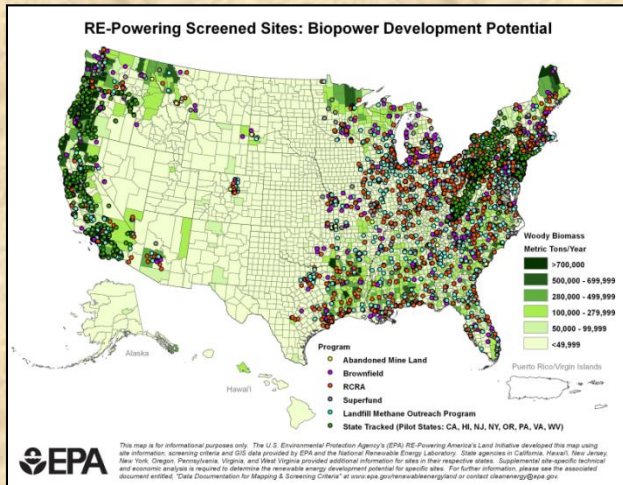 RE-Powering Screened Sites: Biopower Development Potential
Woody Biomass
Metric Tons/Year
>700,000
500,000 - 699,999
280,000 - 499,999
100,000 - 279,999
50,000 - 99,999
<49,999
Alaska
Hawai'i
Puerto Rico/Virgin Islands
Program
Abandoned Mine Land
Brownfield
RCRA
Superfund
Landfill Methane Outreach Program
State Tracked (Pilot States: CA, HI, NJ, NY, OR, PA, VA, WV)
EPA
This map is for informational purposes only. The U.S. Environmental Protection Agency's (EPA) RE-Powering America's Land Initiative developed this map using
site information, screening criteria and GIS data provided by EPA and the National Renewable Energy Laboratory. State agencies in California, Hawai'i, New Jersey,
New York, Oregon, Pennsylvania, Virginia, and West Virginia provided additional information for sites in their respective states. Supplemental site-specific technical
and economic analysis is required to determine the renewable energy development potential for specific sites. For further information, please see the associated
document entitled, "Data Documentation for Mapping & Screening Criteria" at www.epa.gov/renewableenergyland or contact cleanenergy@epa.gov.